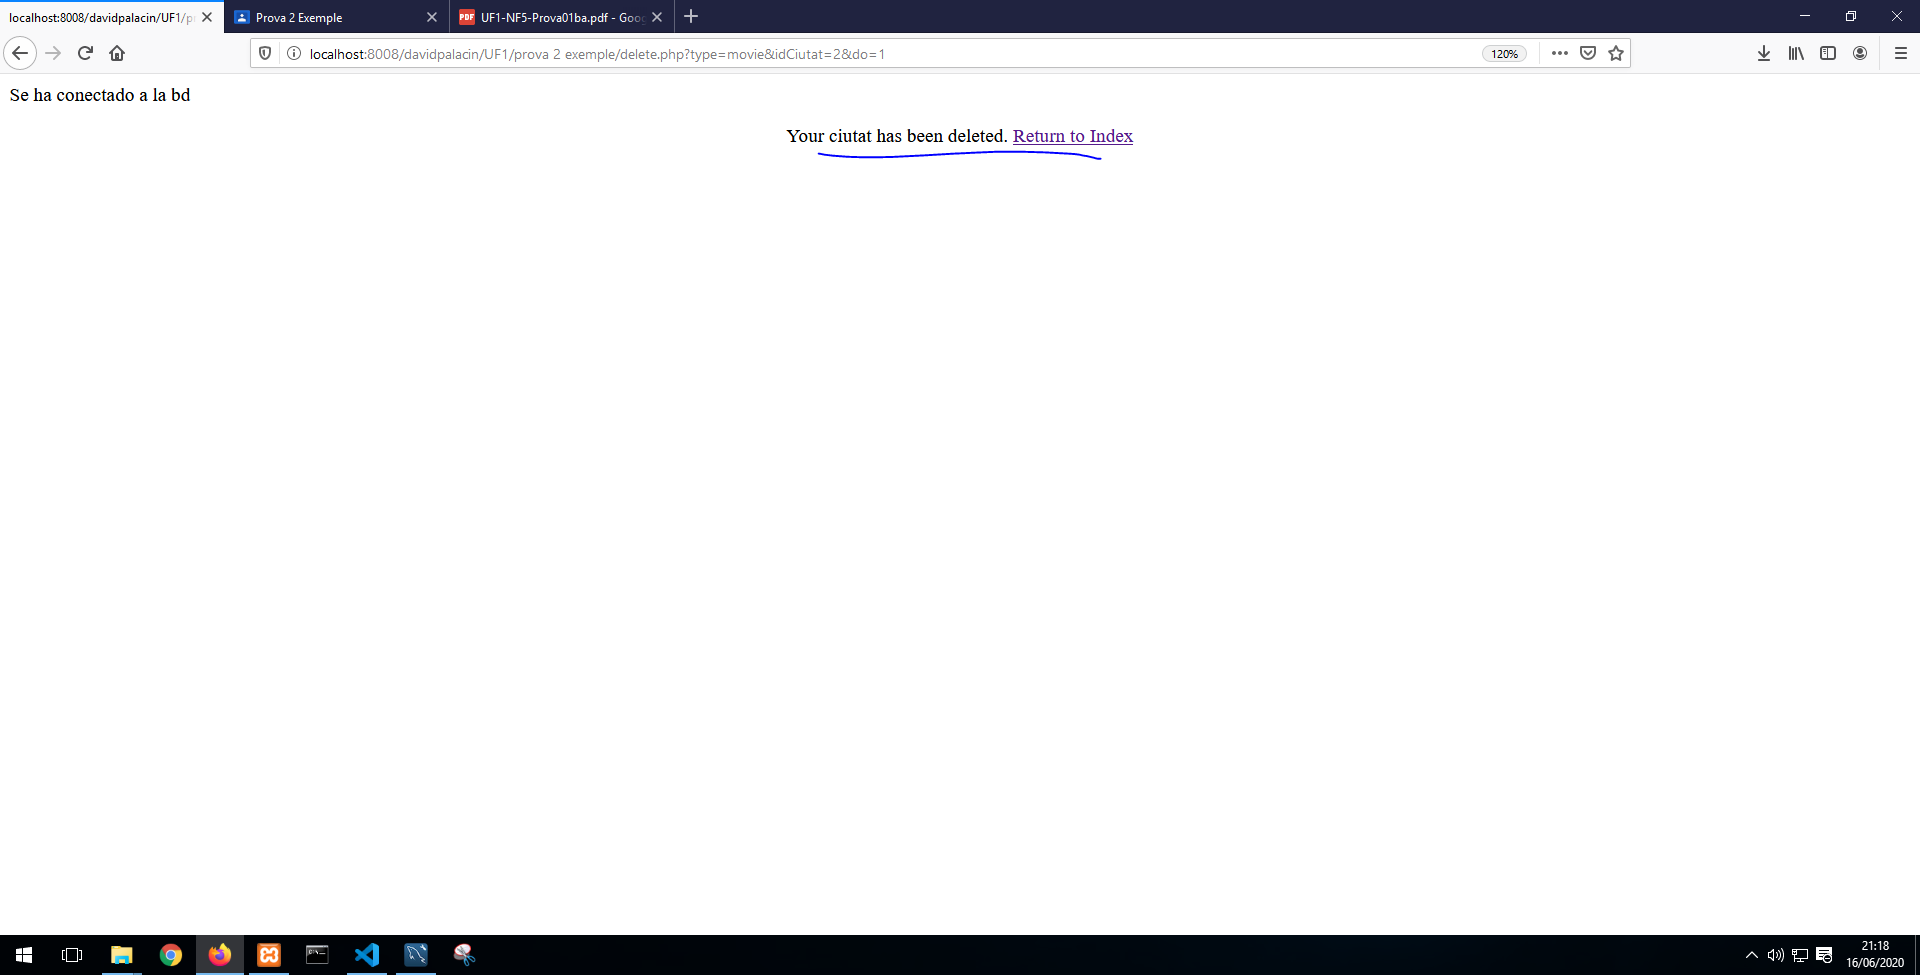 localhost:8008/davidpalacin/UF1/pr
Prova 2 Exemple
UF1-NF5-Prova01ba.pdf - Goog
localhost:8008/davidpalacin/UF1/prova 2 exemple/delete.php?type=movie&idCiutat=2&do=1
120%
Se ha conectado a la bd
Your ciutat has been deleted. Return to Index
21:18
16/06/2020